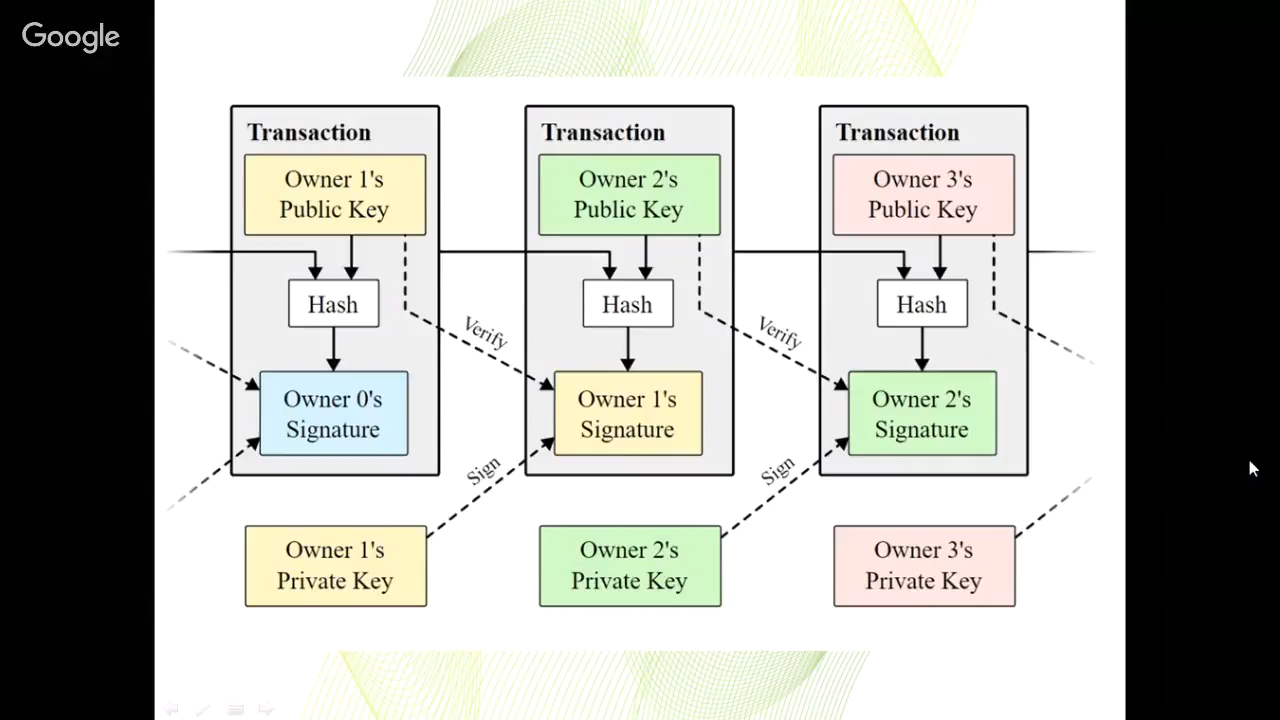 Google
Transaction
Owner 1's
Public Key
Hash
Owner 0's
Signature
Transaction
Owner 2's
Public Key
Hash
Owner 1's
Signature
Transaction
Owner 3's
Public Key
Hash
Owner 2's
Signature
Verify
Verify
Sign
Sign
Owner 1's
Private Key
Owner 2's
Private Key
Owner 3's
Private Key